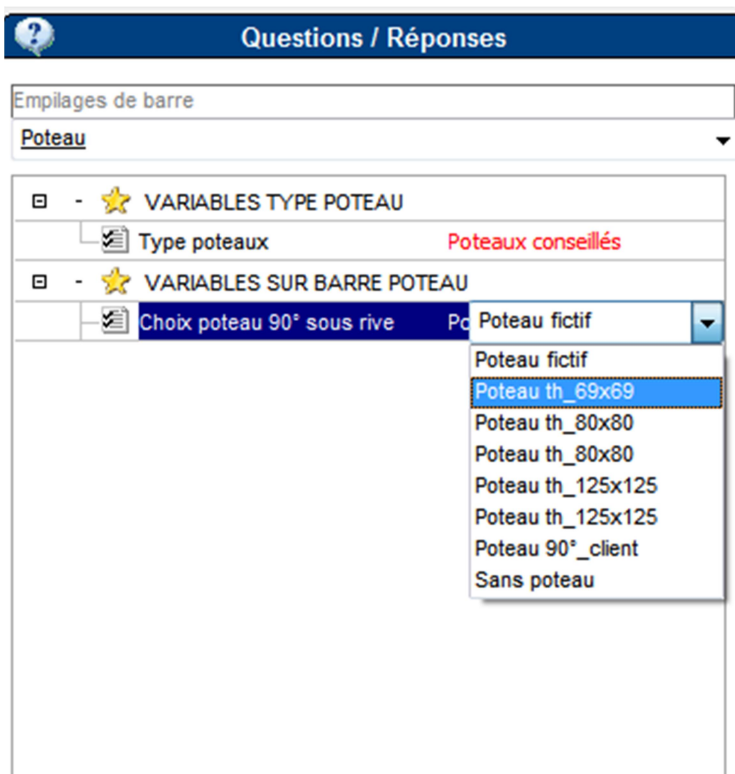 Questions / Réponses
Empilages de barre
Poteau
VARIABLES TYPE POTEAU
Type poteaux Poteaux conseillés
VARIABLES SUR BARRE POTEAU
Choix poteau 90° sous rive Po Poteau fictif
Poteau fictif
Poteau th_69x69
Poteau th_80x80
Poteau th_80x80
Poteau th_125x125
Poteau th_125x125
Poteau 90°_client
Sans poteau